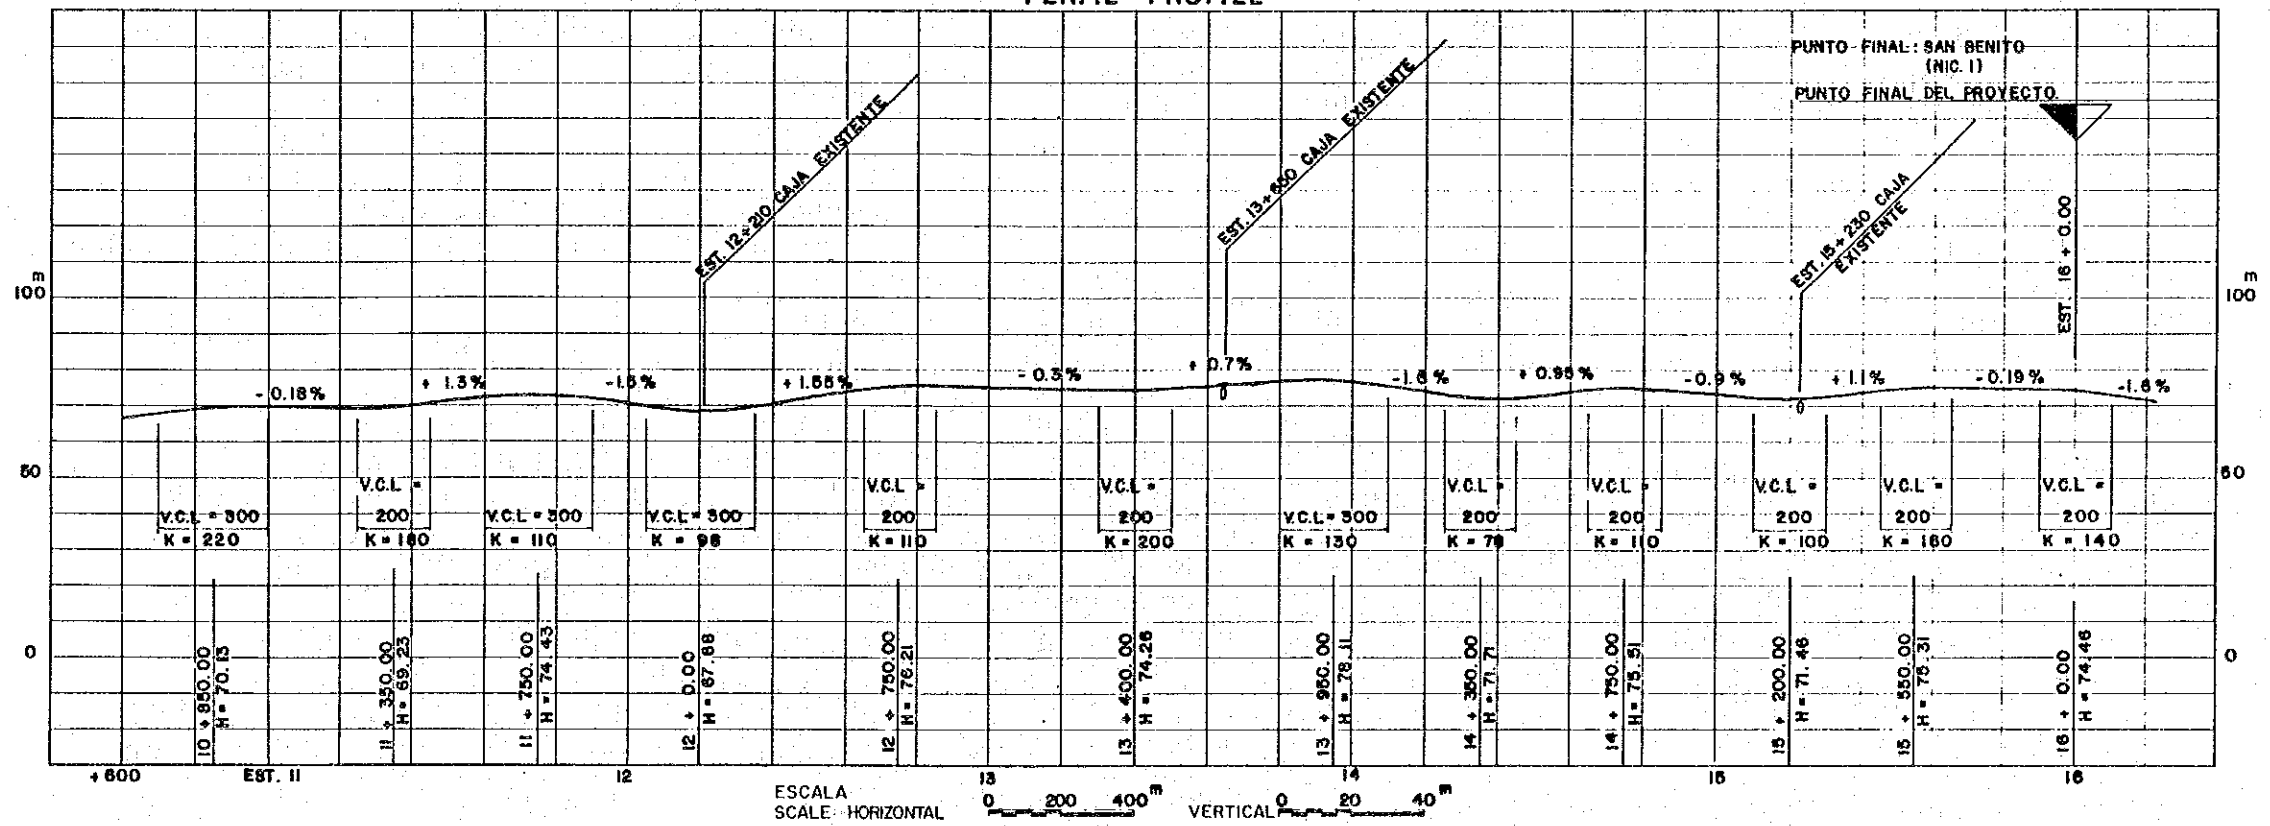 PERFIL PROFILE
PUNTO FINAL: SAN BENITO
(NIC. 1)
PUNTO FINAL DEL PROYECTO
EST. 12+210 CAJA EXISTENTE
EST. 13+650 CAJA EXISTENTE
EST. 15+230 CAJA
EXISTENTE
EST. 16 + 0.00
m
100
50
0
m
100
50
0
-0.18%
+1.3%
-1.5%
+1.55%
-0.3%
+0.7%
-1.6%
+0.95%
-0.9%
+1.1%
-0.19%
-1.6%
V.C.L = 300
K = 220
V.C.L =
200
K = 180
V.C.L = 300
K = 110
V.C.L = 300
K = 98
V.C.L =
200
K = 110
V.C.L =
200
K = 200
V.C.L = 300
K = 130
V.C.L =
200
K = 78
V.C.L =
200
K = 110
V.C.L =
200
K = 100
V.C.L =
200
K = 160
V.C.L =
200
K = 140
10 + 850.00
H = 70.13
11 + 350.00
H = 69.23
11 + 750.00
H = 74.43
12 + 0.00
H = 67.68
12 + 750.00
H = 76.21
13 + 400.00
H = 74.26
13 + 950.00
H = 78.11
14 + 350.00
H = 71.71
14 + 750.00
H = 75.51
15 + 200.00
H = 71.46
15 + 550.00
H = 75.31
16 + 0.00
H = 74.46
+600
EST. 11
12
13
14
15
16
ESCALA
SCALE: HORIZONTAL 0 200 400 m VERTICAL 0 20 40 m